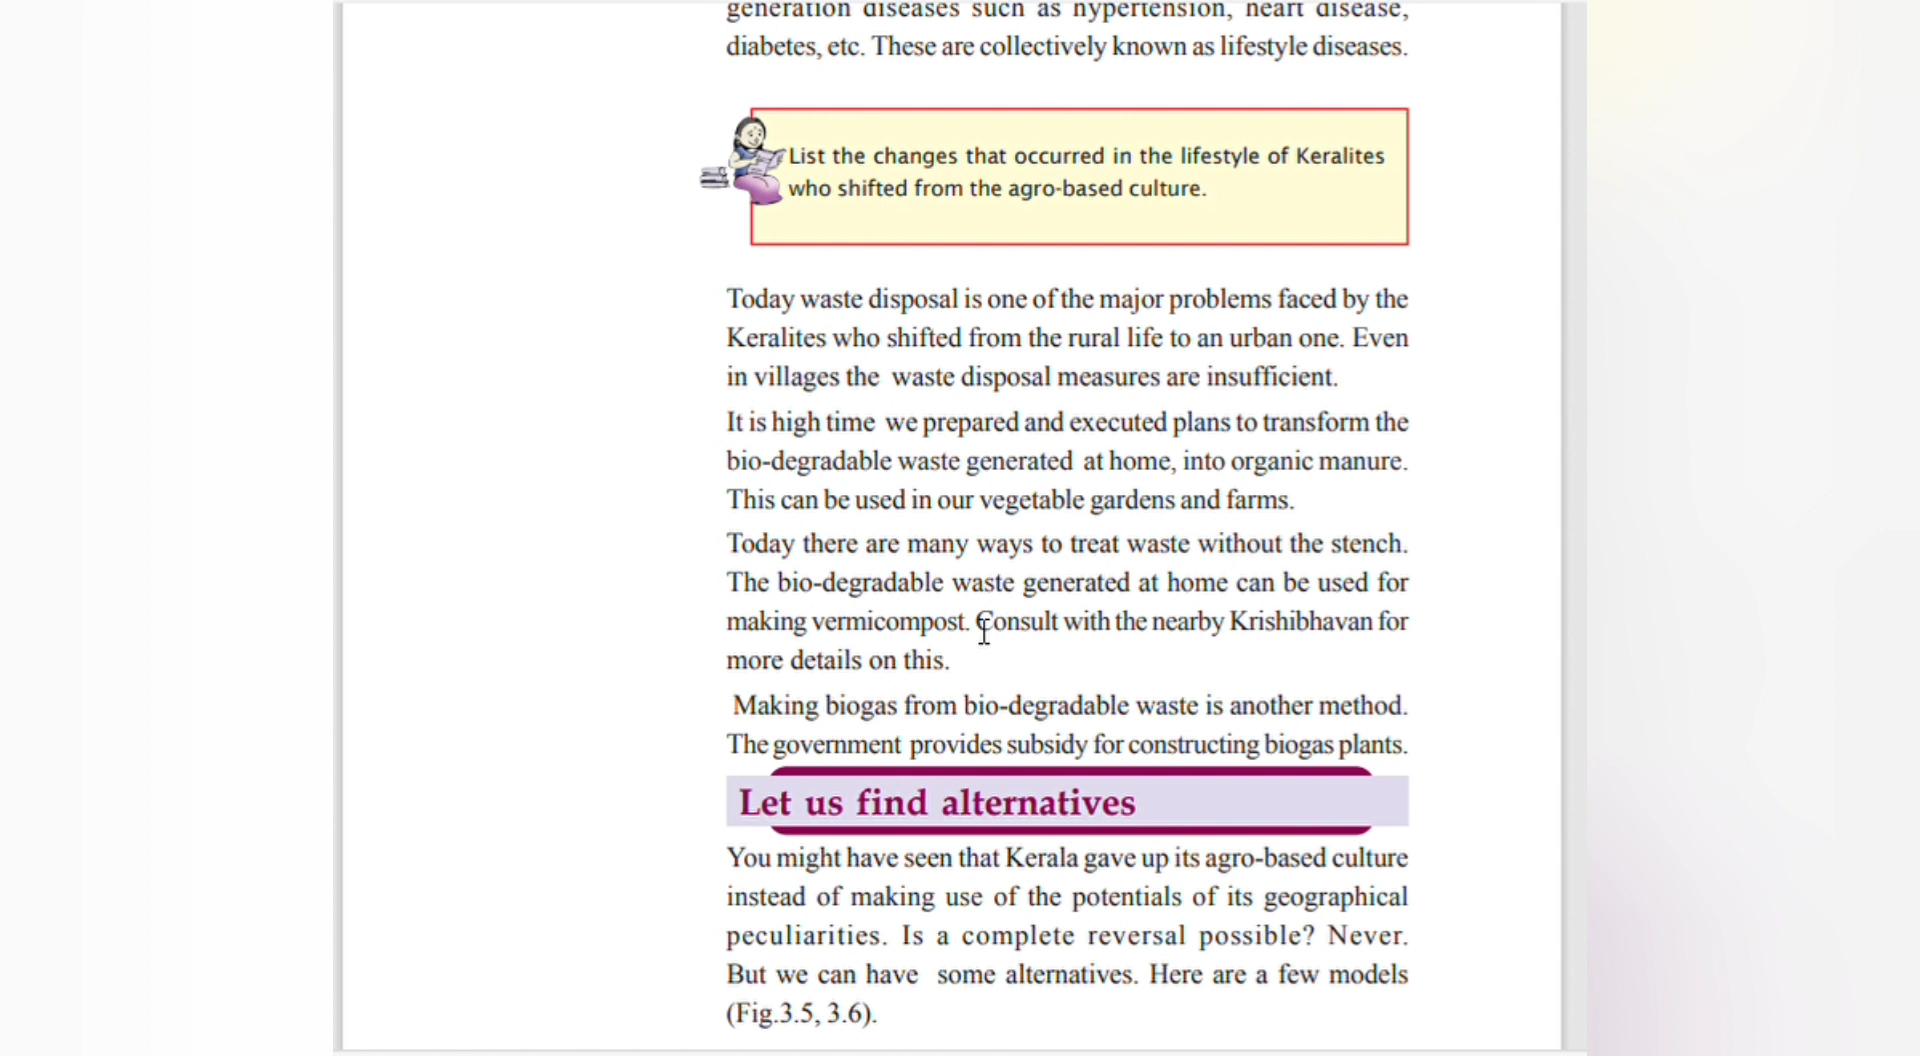 generation diseases such as hypertension, heart disease,
diabetes, etc. These are collectively known as lifestyle diseases.
List the changes that occurred in the lifestyle of Keralites
who shifted from the agro-based culture.
Today waste disposal is one of the major problems faced by the
Keralites who shifted from the rural life to an urban one. Even
in villages the waste disposal measures are insufficient.
It is high time we prepared and executed plans to transform the
bio-degradable waste generated at home, into organic manure.
This can be used in our vegetable gardens and farms.
Today there are many ways to treat waste without the stench.
The bio-degradable waste generated at home can be used for
making vermicompost. Consult with the nearby Krishibhavan for
more details on this.
Making biogas from bio-degradable waste is another method.
The government provides subsidy for constructing biogas plants.
Let us find alternatives
You might have seen that Kerala gave up its agro-based culture
instead of making use of the potentials of its geographical
peculiarities. Is a complete reversal possible? Never.
But we can have some alternatives. Here are a few models
(Fig.3.5, 3.6).